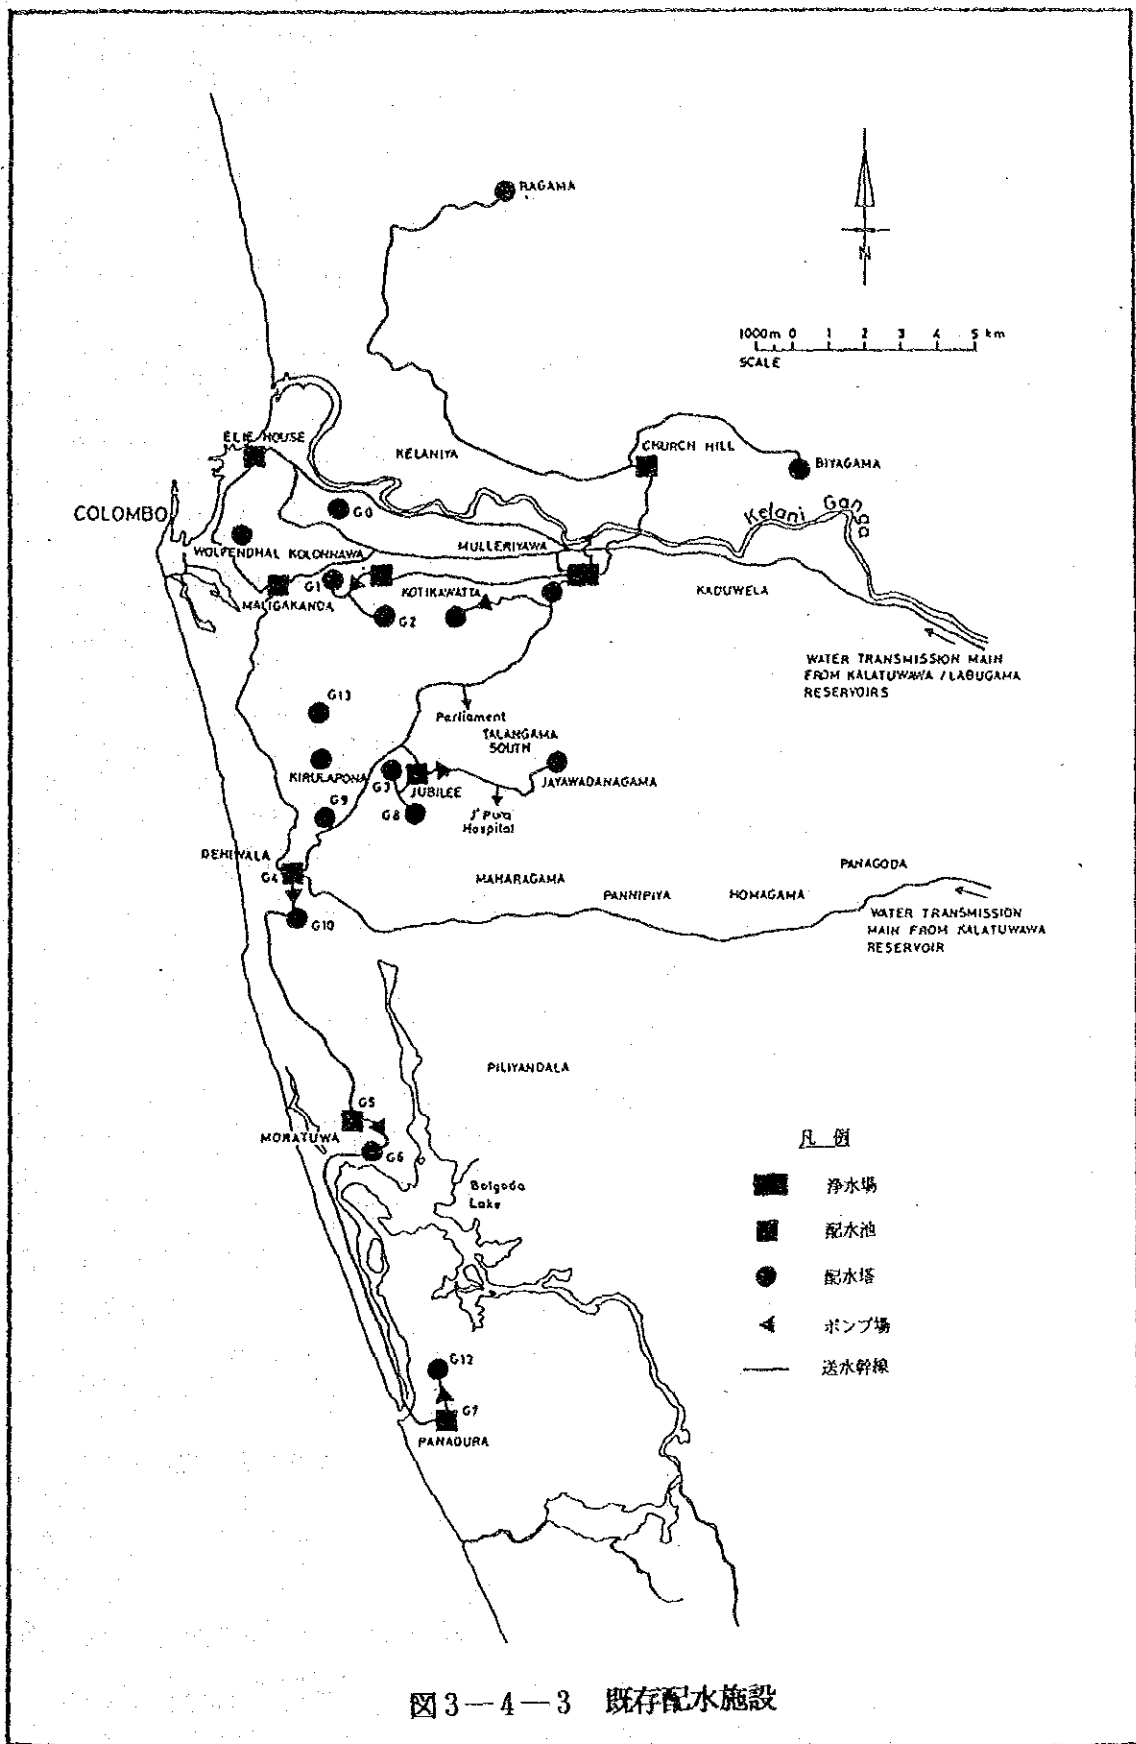 RAGAMA
N
1000m 0 1 2 3 4 5 km
SCALE
ELIE HOUSE
KELANIYA
CHURCH HILL
BIYAGAMA
COLOMBO
G0
Kelani Ganga
WOLFENDHAL
KOLONNAWA
MULLERIYAWA
G1
MALIGAKANDA
KOTIKAWATTA
G2
KADUWELA
WATER TRANSMISSION MAIN
FROM KALATUWAWA / LABUGAMA
RESERVOIRS
G13
Parliament
TALANGAMA
SOUTH
KIRULAPONA
G3
JUBILEE
JAYAWADANAGAMA
G9
G8
J'Pura
Hospital
DEHIWALA
G4
MAHARAGAMA
PANNIPIYA
HOMAGAMA
PANAGODA
G10
WATER TRANSMISSION
MAIN FROM KALATUWAWA
RESERVOIR
PILIYANDALA
G5
MORATUWA
G6
Bolgoda
Lake
凡 例
浄水場
配水池
配水塔
ポンプ場
送水幹線
G12
G7
PANADURA
図3-4-3 既存配水施設